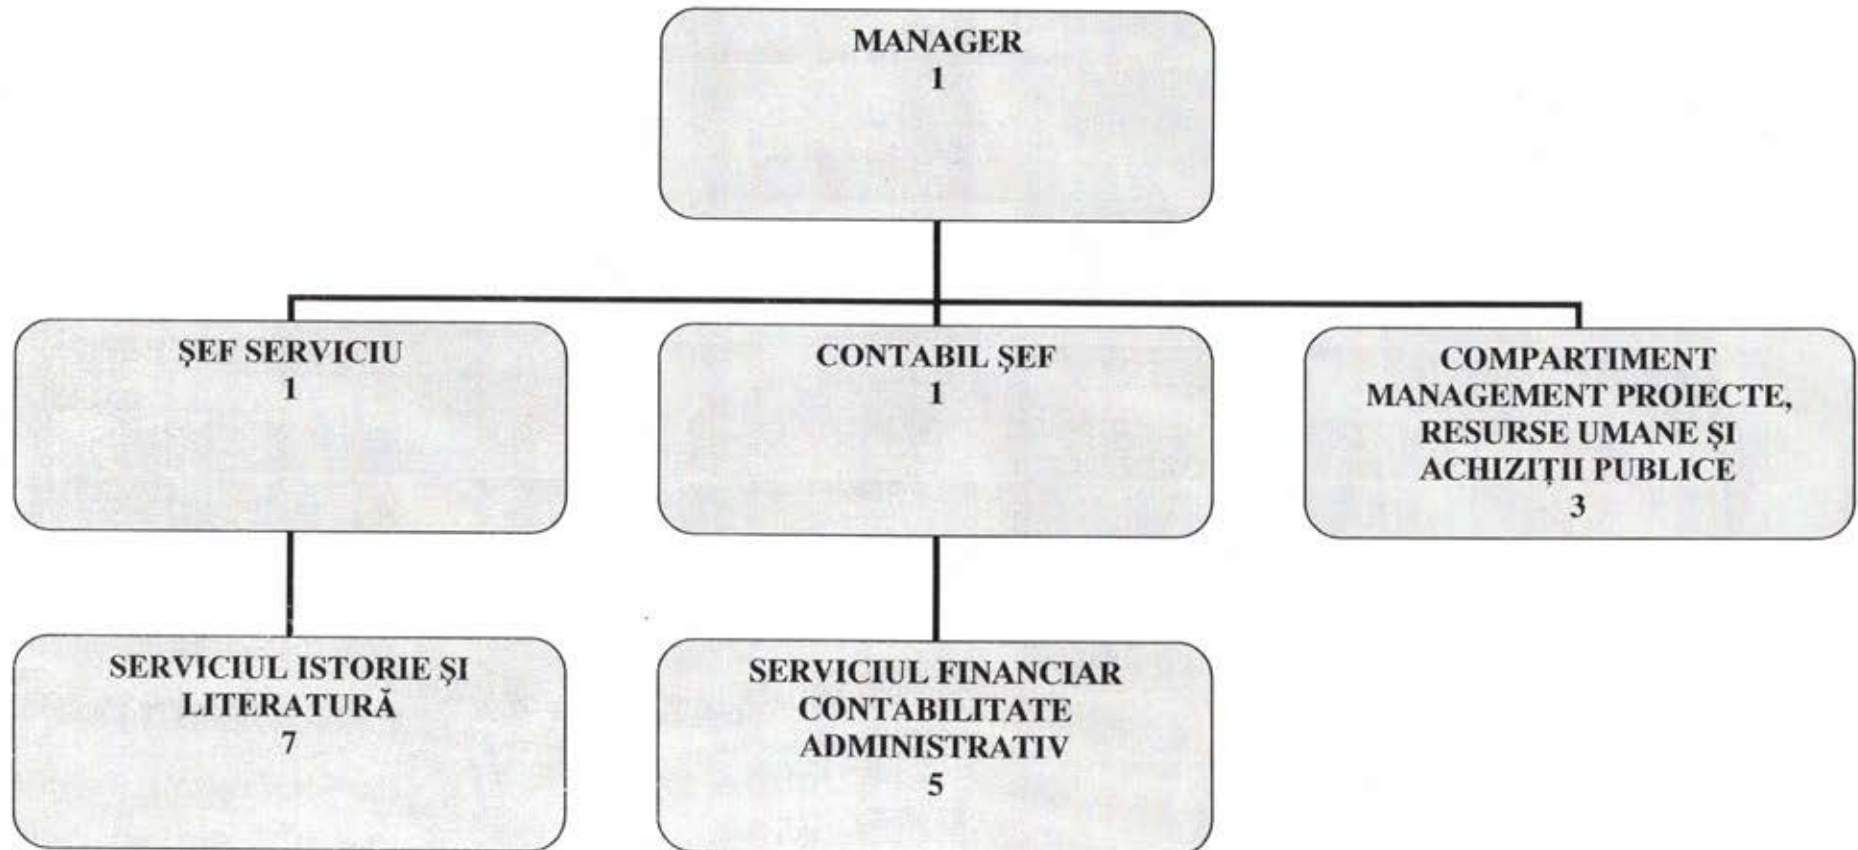 MANAGER
1
ŞEF SERVICIU
1
CONTABIL ŞEF
1
COMPARTIMENT
MANAGEMENT PROIECTE,
RESURSE UMANE ŞI
ACHIZIȚII PUBLICE
3
SERVICIUL ISTORIE ŞI
LITERATURĂ
7
SERVICIUL FINANCIAR
CONTABILITATE
ADMINISTRATIV
5